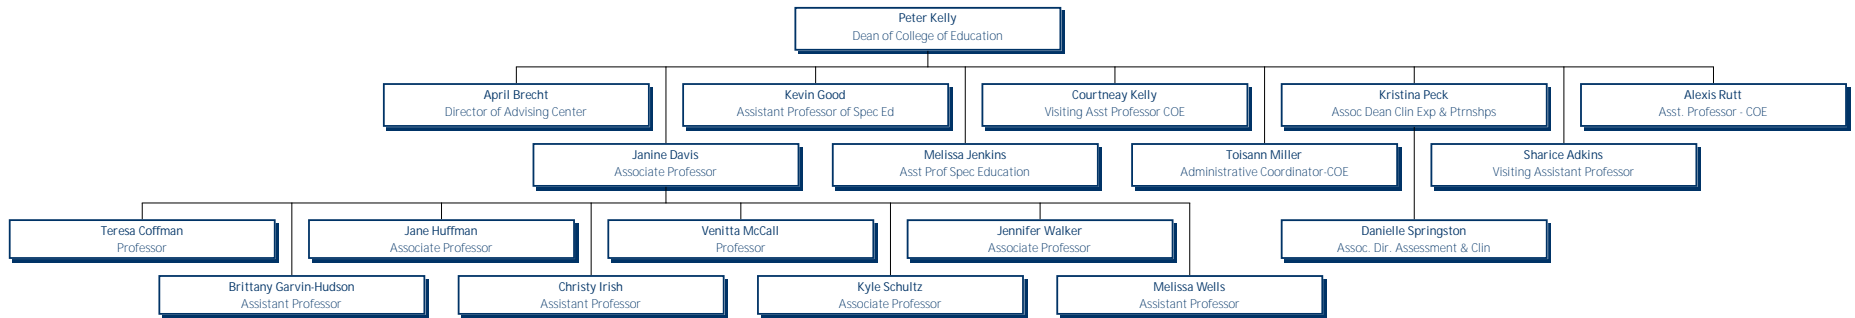 Peter Kelly
Dean of College of Education
April Brecht
Director of Advising Center
Kevin Good
Assistant Professor of Spec Ed
Courtneay Kelly
Visiting Asst Professor COE
Kristina Peck
Assoc Dean Clin Exp & Ptrnshps
Alexis Rutt
Asst. Professor - COE
Janine Davis
Associate Professor
Melissa Jenkins
Asst Prof Spec Education
Toisann Miller
Administrative Coordinator-COE
Sharice Adkins
Visiting Assistant Professor
Teresa Coffman
Professor
Jane Huffman
Associate Professor
Venitta McCall
Professor
Jennifer Walker
Associate Professor
Danielle Springston
Assoc. Dir. Assessment & Clin
Brittany Garvin-Hudson
Assistant Professor
Christy Irish
Assistant Professor
Kyle Schultz
Associate Professor
Melissa Wells
Assistant Professor